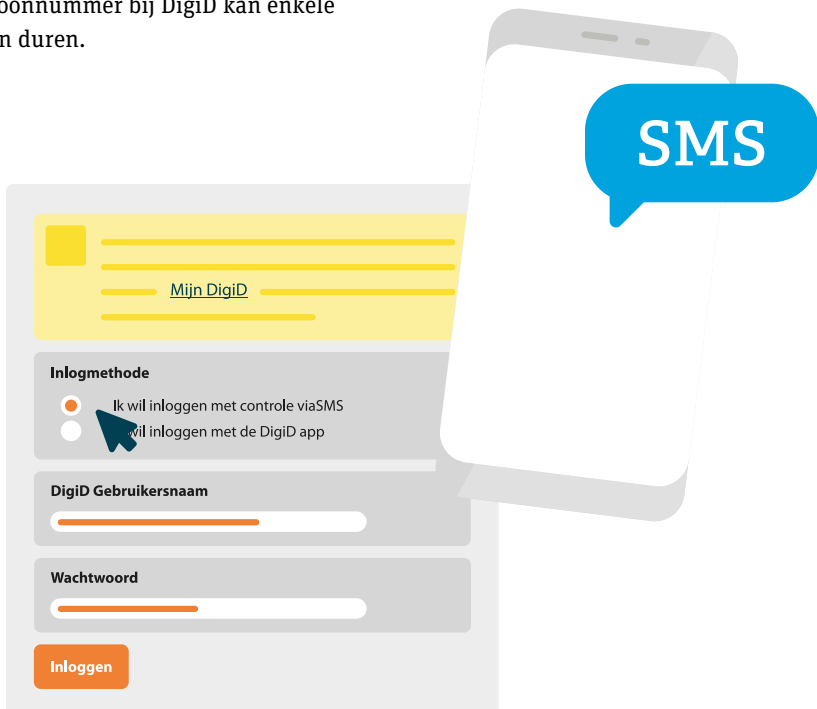 oonnummer bij DigiD kan enkele
n duren.
SMS
Mijn DigiD
Inlogmethode
Ik wil inloggen met controle viaSMS
wil inloggen met de DigiD app
DigiD Gebruikersnaam
Wachtwoord
Inloggen